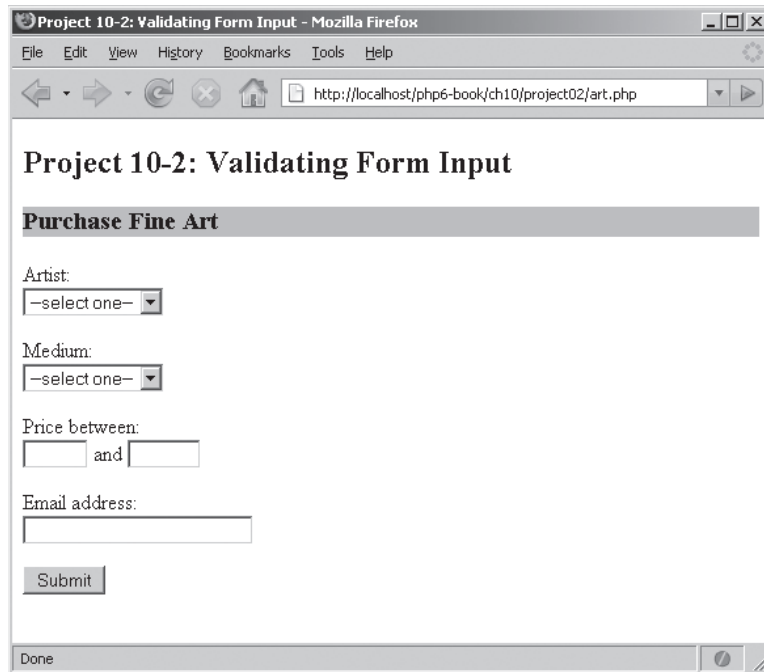 Project 10-2: Validating Form Input - Mozilla Firefox
File Edit View History Bookmarks Tools Help
http://localhost/php6-book/ch10/project02/art.php
Project 10-2: Validating Form Input
Purchase Fine Art
Artist:
--select one--
Medium:
--select one--
Price between:
and
Email address:
Submit
Done